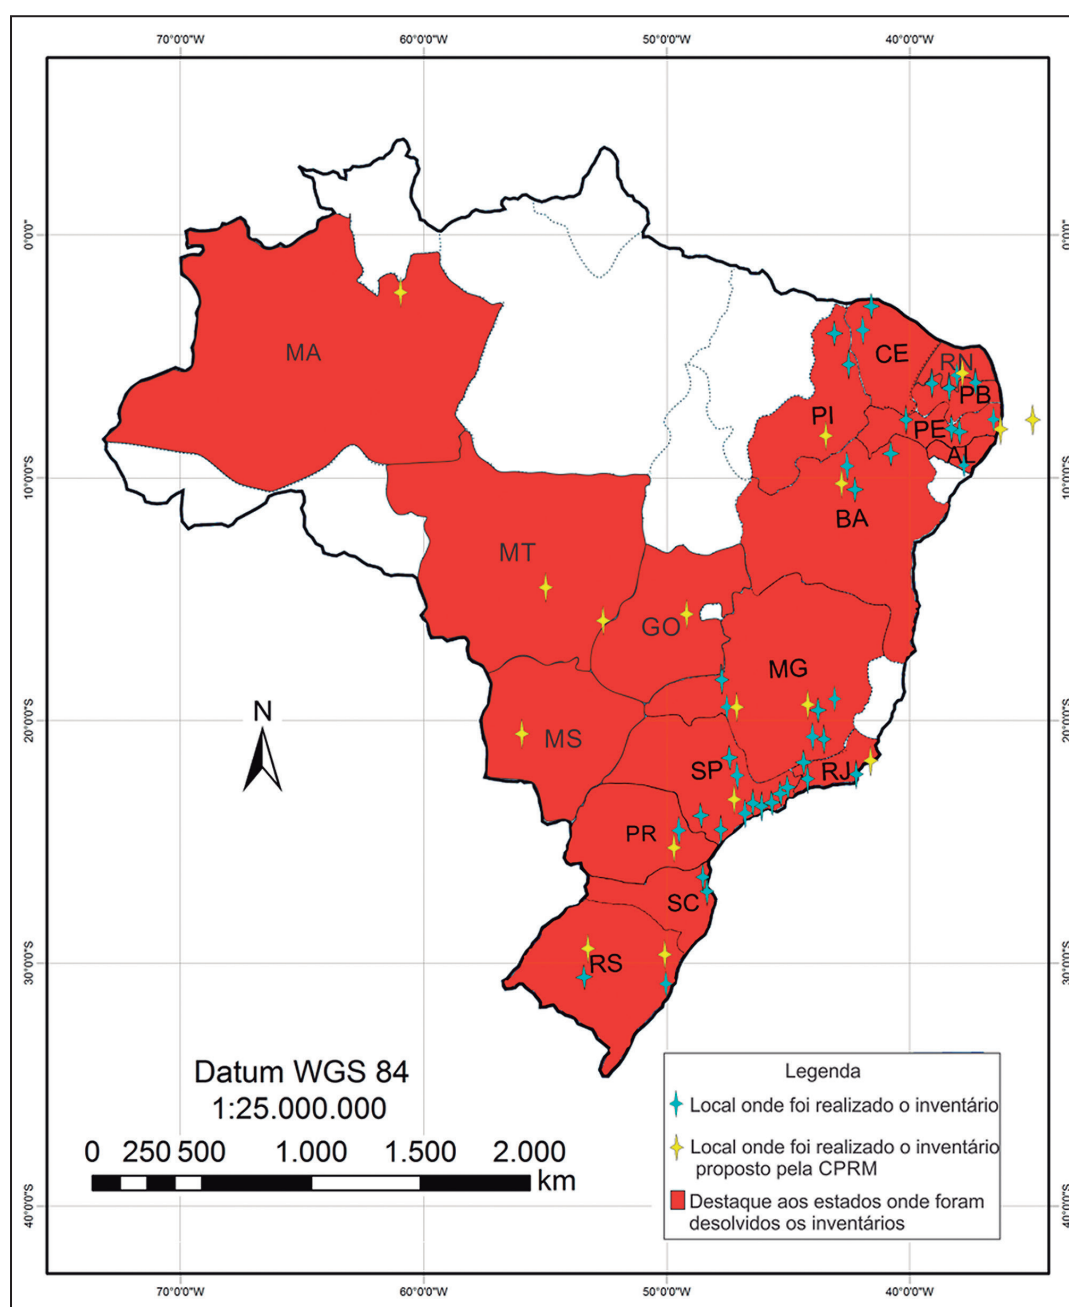 70°0'0"W 60°0'0"W 50°0'0"W 40°0'0"W
0°0'0" 0°0'0"
MA
CE
RN
PB
PI
PE
AL
10°0'0"S 10°0'0"S
BA
MT
GO
MG
N
20°0'0"S 20°0'0"S
MS
SP
RJ
PR
SC
RS
30°0'0"S 30°0'0"S
Datum WGS 84
1:25.000.000
0 250 500 1.000 1.500 2.000
km
Legenda
Local onde foi realizado o inventário
Local onde foi realizado o inventário
proposto pela CPRM
Destaque aos estados onde foram
desolvidos os inventários
40°0'0"S 40°0'0"S
70°0'0"W 60°0'0"W 50°0'0"W 40°0'0"W